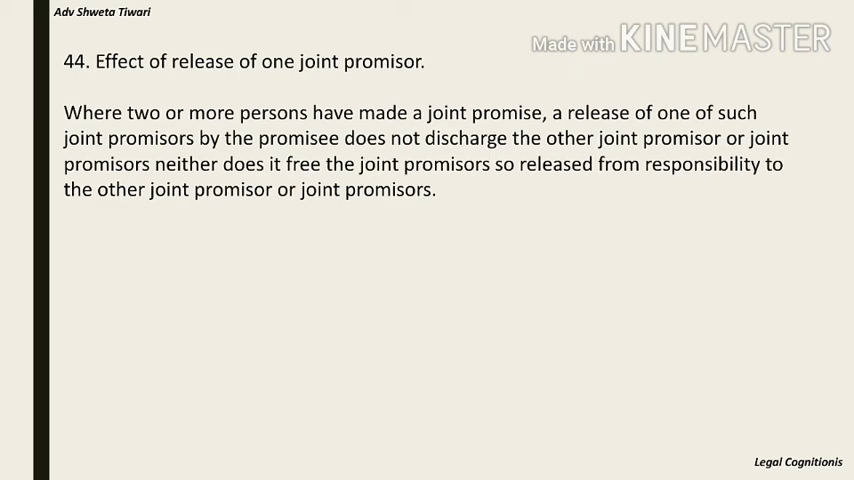 Adv Shweta Tiwari
Made with KINEMASTER
44. Effect of release of one joint promisor.
Where two or more persons have made a joint promise, a release of one of such
joint promisors by the promisee does not discharge the other joint promisor or joint
promisors neither does it free the joint promisors so released from responsibility to
the other joint promisor or joint promisors.
Legal Cognitionis